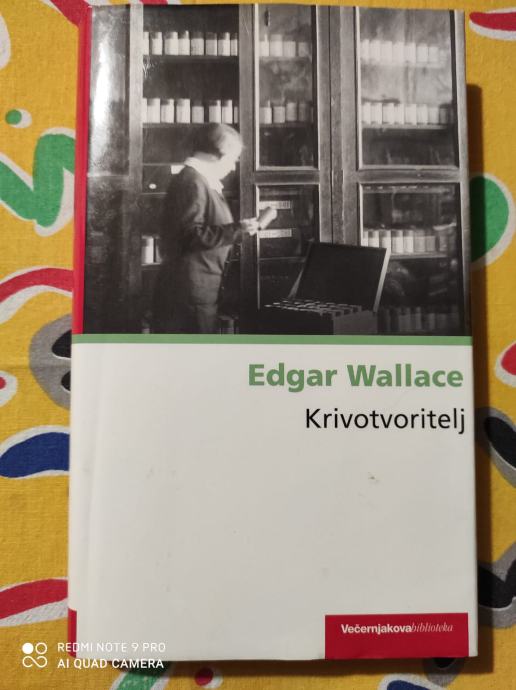 Edgar Wallace
Krivotvoritelj
Večernjakovabiblioteka
REDMI NOTE 9 PRO
AI QUAD CAMERA